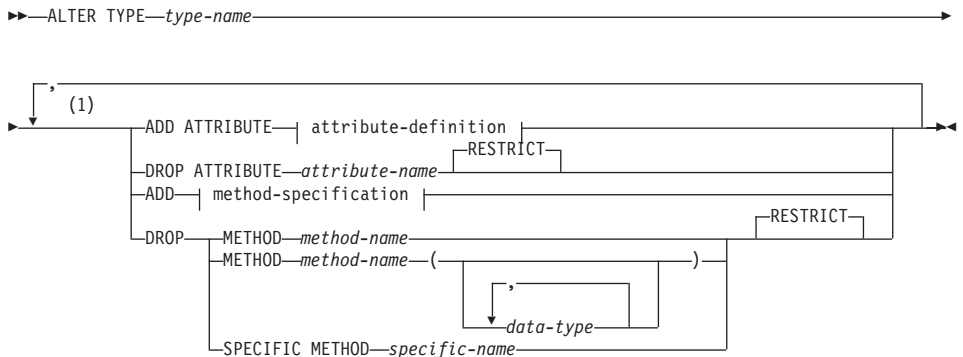 ALTER TYPE type-name
,
(1)
ADD ATTRIBUTE attribute-definition
RESTRICT
DROP ATTRIBUTE attribute-name
ADD method-specification
RESTRICT
DROP METHOD method-name
METHOD method-name ( )
,
data-type
SPECIFIC METHOD specific-name